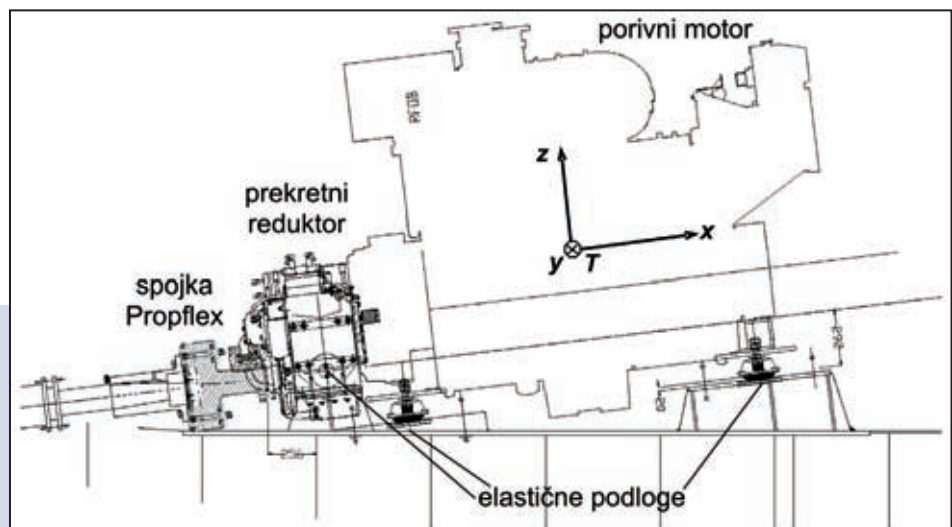 porivni motor
z
x
y
T
prekretni
reduktor
spojka
Propflex
elastične podloge